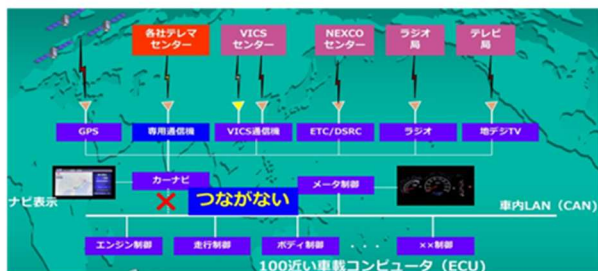 各社テレマ
センター
VICS
センター
NEXCO
センター
ラジオ
局
テレビ
局
GPS
専用通信機
VICS通信機
ETC/DSRC
ラジオ
地デジTV
カーナビ
メータ制御
ナビ表示
つながない
車内LAN（CAN）
エンジン制御
走行制御
ボディ制御
・・・
××制御
100近い車載コンピュータ（ECU）